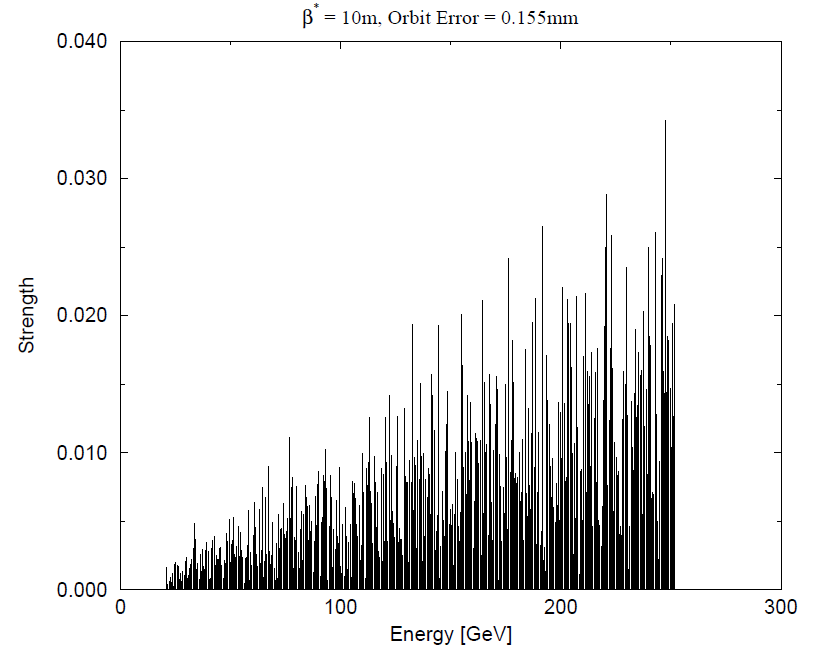 β* = 10m, Orbit Error = 0.155mm
0.040
0.030
0.020
0.010
0.000
Strength
0 100 200 300
Energy [GeV]